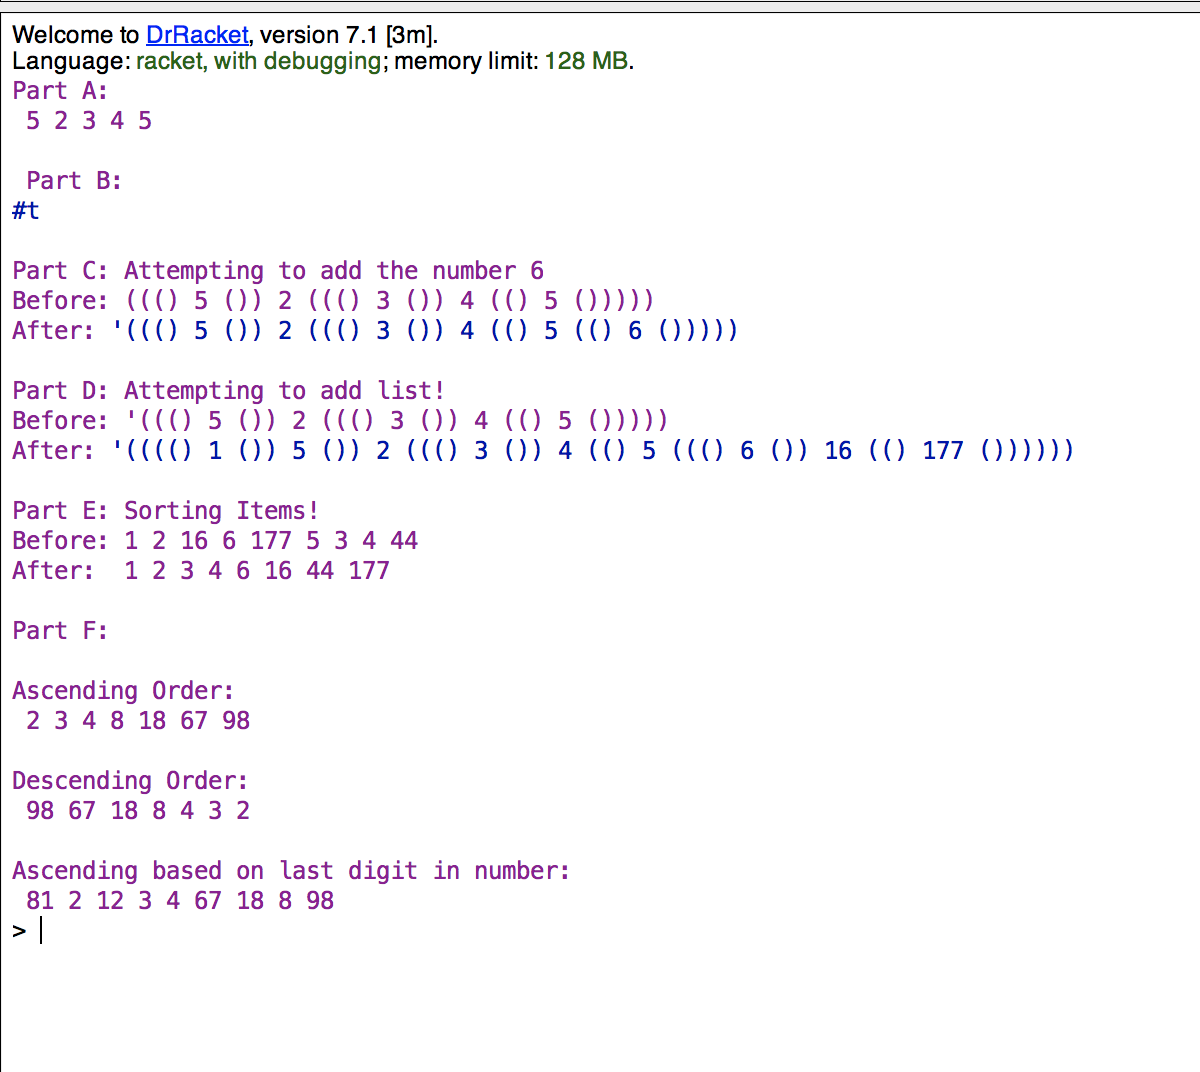 Welcome to DrRacket, version 7.1 [3m].
Language: racket, with debugging; memory limit: 128 MB.
Part A:
 5 2 3 4 5
 Part B:
#t
Part C: Attempting to add the number 6
Before: ((() 5 ()) 2 ((() 3 ()) 4 (() 5 ()))))
After: '((() 5 ()) 2 ((() 3 ()) 4 (() 5 (() 6 ()))))
Part D: Attempting to add list!
Before: '((() 5 ()) 2 ((() 3 ()) 4 (() 5 ()))))
After: '(((() 1 ()) 5 ()) 2 ((() 3 ()) 4 (() 5 ((() 6 ()) 16 (() 177 ())))))
Part E: Sorting Items!
Before: 1 2 16 6 177 5 3 4 44
After:  1 2 3 4 6 16 44 177
Part F:
Ascending Order:
 2 3 4 8 18 67 98
Descending Order:
 98 67 18 8 4 3 2
Ascending based on last digit in number:
 81 2 12 3 4 67 18 8 98
>